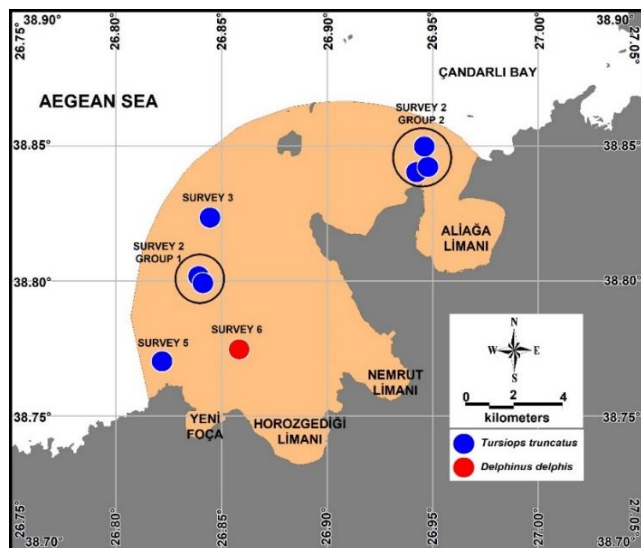 38.90°
26.75°
26.80°
26.85°
26.90°
26.95°
27.00°
38.90°
27.05°
ÇANDARLI BAY
AEGEAN SEA
SURVEY 2
GROUP 2
38.85°
38.85°
SURVEY 3
ALİAĞA
LİMANI
SURVEY 2
GROUP 1
38.80°
38.80°
SURVEY 5
SURVEY 6
N
W E
S
NEMRUT
LİMANI
0 2 4
kilometers
38.75°
38.75°
YENİ
FOÇA
HOROZGEDİĞİ
LİMANI
Tursiops truncatus
Delphinus delphis
26.75°
38.70°
26.80°
26.85°
26.90°
26.95°
27.00°
27.05°
38.70°